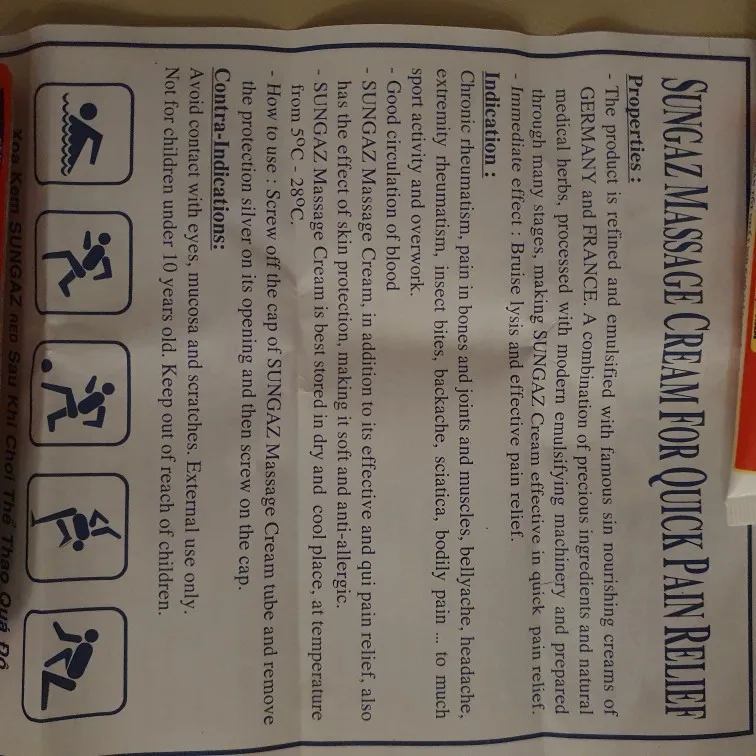 SUNGAZ MASSAGE CREAM FOR QUICK PAIN RELIEF
Properties :
- The product is refined and emulsified with famous sin nourishing creams of
GERMANY and FRANCE. A combination of precious ingredients and natural
medical herbs, processed with modern emulsifying machinery and prepared
through many stages, making SUNGAZ Cream effective in quick pain relief.
- Immediate effect : Bruise lysis and effective pain relief.
Indication :
Chronic rheumatism, pain in bones and joints and muscles, bellyache, headache,
extremity rheumatism, insect bites, backache, sciatica, bodily pain ... to much
sport activity and overwork.
- Good circulation of blood
- SUNGAZ Massage Cream, in addition to its effective and qui pain relief, also
has the effect of skin protection, making it soft and anti-allergic.
- SUNGAZ Massage Cream is best stored in dry and cool place, at temperature
from 5°C - 28°C.
- How to use : Screw off the cap of SUNGAZ Massage Cream tube and remove
the protection silver on its opening and then screw on the cap.
Contra-Indications:
Avoid contact with eyes, mucosa and scratches. External use only.
Not for children under 10 years old. Keep out of reach of children.
Xoa Kem SUNGAZ RED Sau Khi Chơi Thể Thao Quá Độ